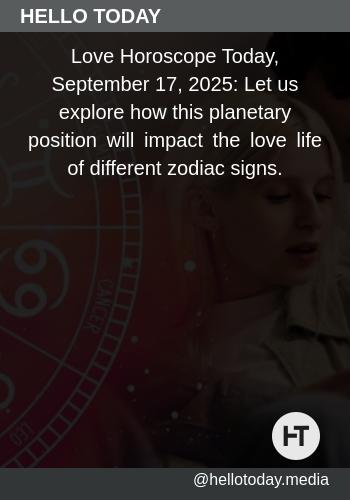 HELLO TODAY
Love Horoscope Today,
September 17, 2025: Let us
explore how this planetary
position will impact the love life
of different zodiac signs.
CANCER
LEO
HT
@hellotoday.media